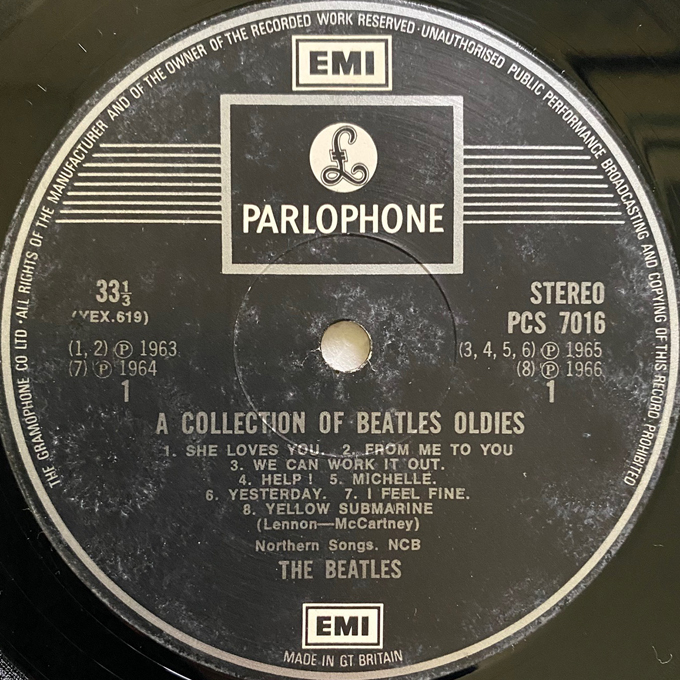 THE GRAMOPHONE CO LTD · ALL RIGHTS OF THE MANUFACTURER AND OF THE OWNER OF THE RECORDED WORK RESERVED · UNAUTHORISED PUBLIC PERFORMANCE BROADCASTING AND COPYING OF THIS RECORD PROHIBITED
EMI
£
PARLOPHONE
33⅓
(YEX.619)
STEREO
PCS 7016
(1, 2) ℗ 1963
(7) ℗ 1964
1
(3, 4, 5, 6) ℗ 1965
(8) ℗ 1966
1
A COLLECTION OF BEATLES OLDIES
1. SHE LOVES YOU. 2. FROM ME TO YOU
3. WE CAN WORK IT OUT.
4. HELP! 5. MICHELLE.
6. YESTERDAY. 7. I FEEL FINE.
8. YELLOW SUBMARINE
(Lennon—McCartney)
Northern Songs. NCB
THE BEATLES
EMI
MADE IN GT BRITAIN